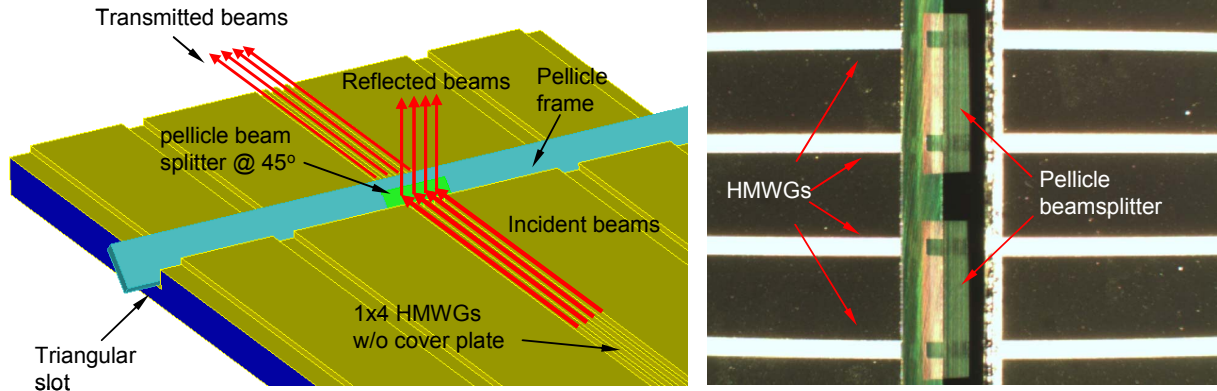 Transmitted beams
Reflected beams
Pellicle
frame
pellicle beam
splitter @ 45º
Incident beams
1x4 HMWGs
w/o cover plate
Triangular
slot
HMWGs
Pellicle
beamsplitter